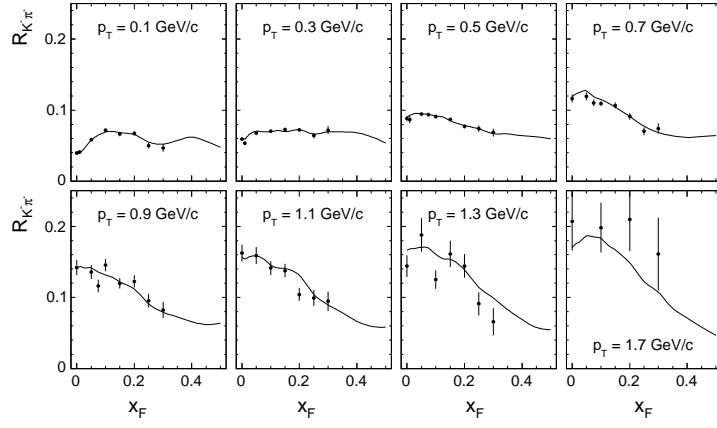 R_K⁻π⁻
0.2
0.1
0
p_T = 0.1 GeV/c
p_T = 0.3 GeV/c
p_T = 0.5 GeV/c
p_T = 0.7 GeV/c
R_K⁻π⁻
0.2
0.1
0
p_T = 0.9 GeV/c
p_T = 1.1 GeV/c
p_T = 1.3 GeV/c
p_T = 1.7 GeV/c
0 0.2 0.4
0 0.2 0.4
0 0.2 0.4
0 0.2 0.4
x_F
x_F
x_F
x_F